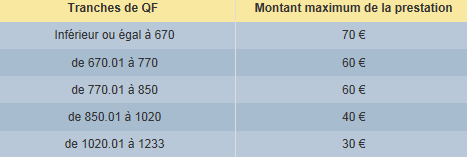 Tranches de QF Montant maximum de la prestation
Inférieur ou égal à 670 70 €
de 670.01 à 770 60 €
de 770.01 à 850 60 €
de 850.01 à 1020 40 €
de 1020.01 à 1233 30 €